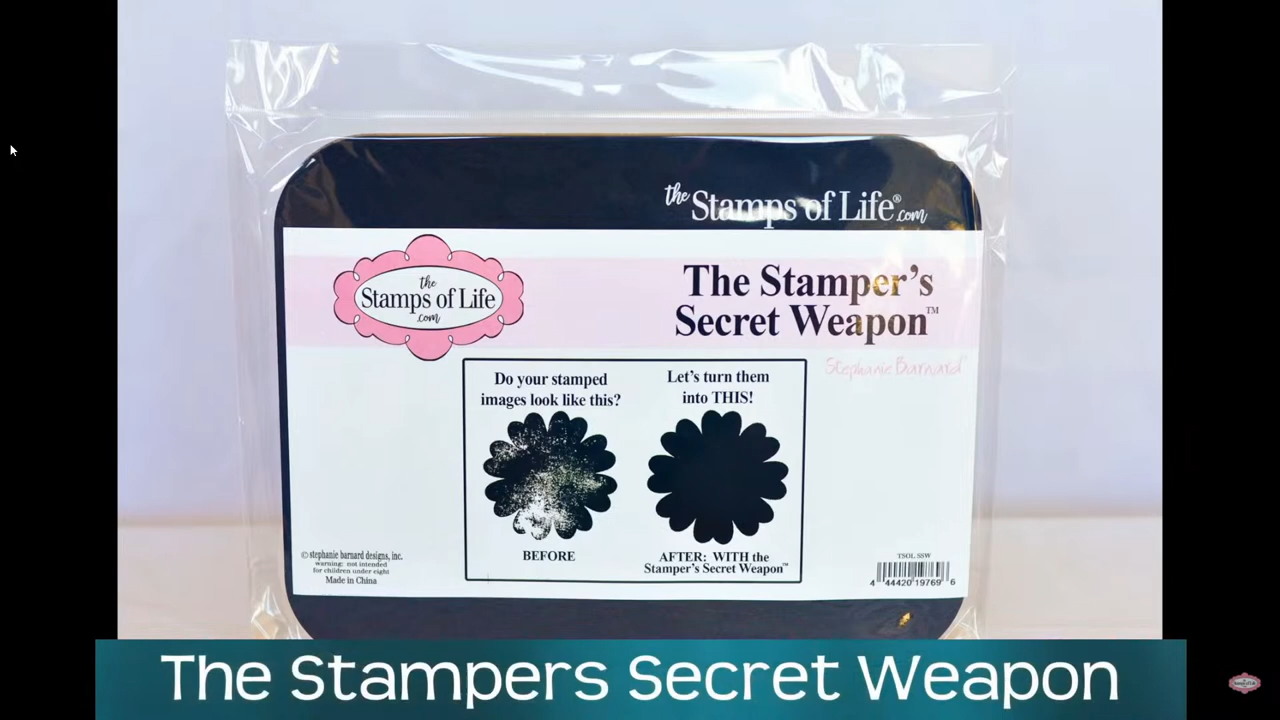 the
Stamps of Life®
.com
the
Stamps of Life
.com
The Stamper's
Secret Weapon™
Stephanie Barnard
Do your stamped
images look like this?
BEFORE
Let's turn them
into THIS!
AFTER: WITH the
Stamper's Secret Weapon™
© stephanie barnard designs, inc.
warning: not intended
for children under eight
Made in China
TSOL SSW
4 44420 19769 6
The Stampers Secret Weapon